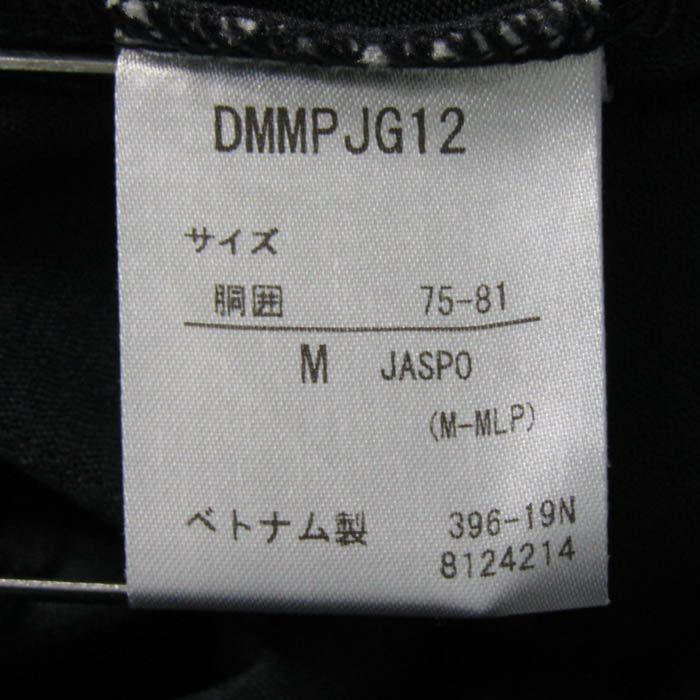 DMMPJG12
サイズ
胴囲 75-81
M JASPO
(M-MLP)
ベトナム製 396-19N
8124214